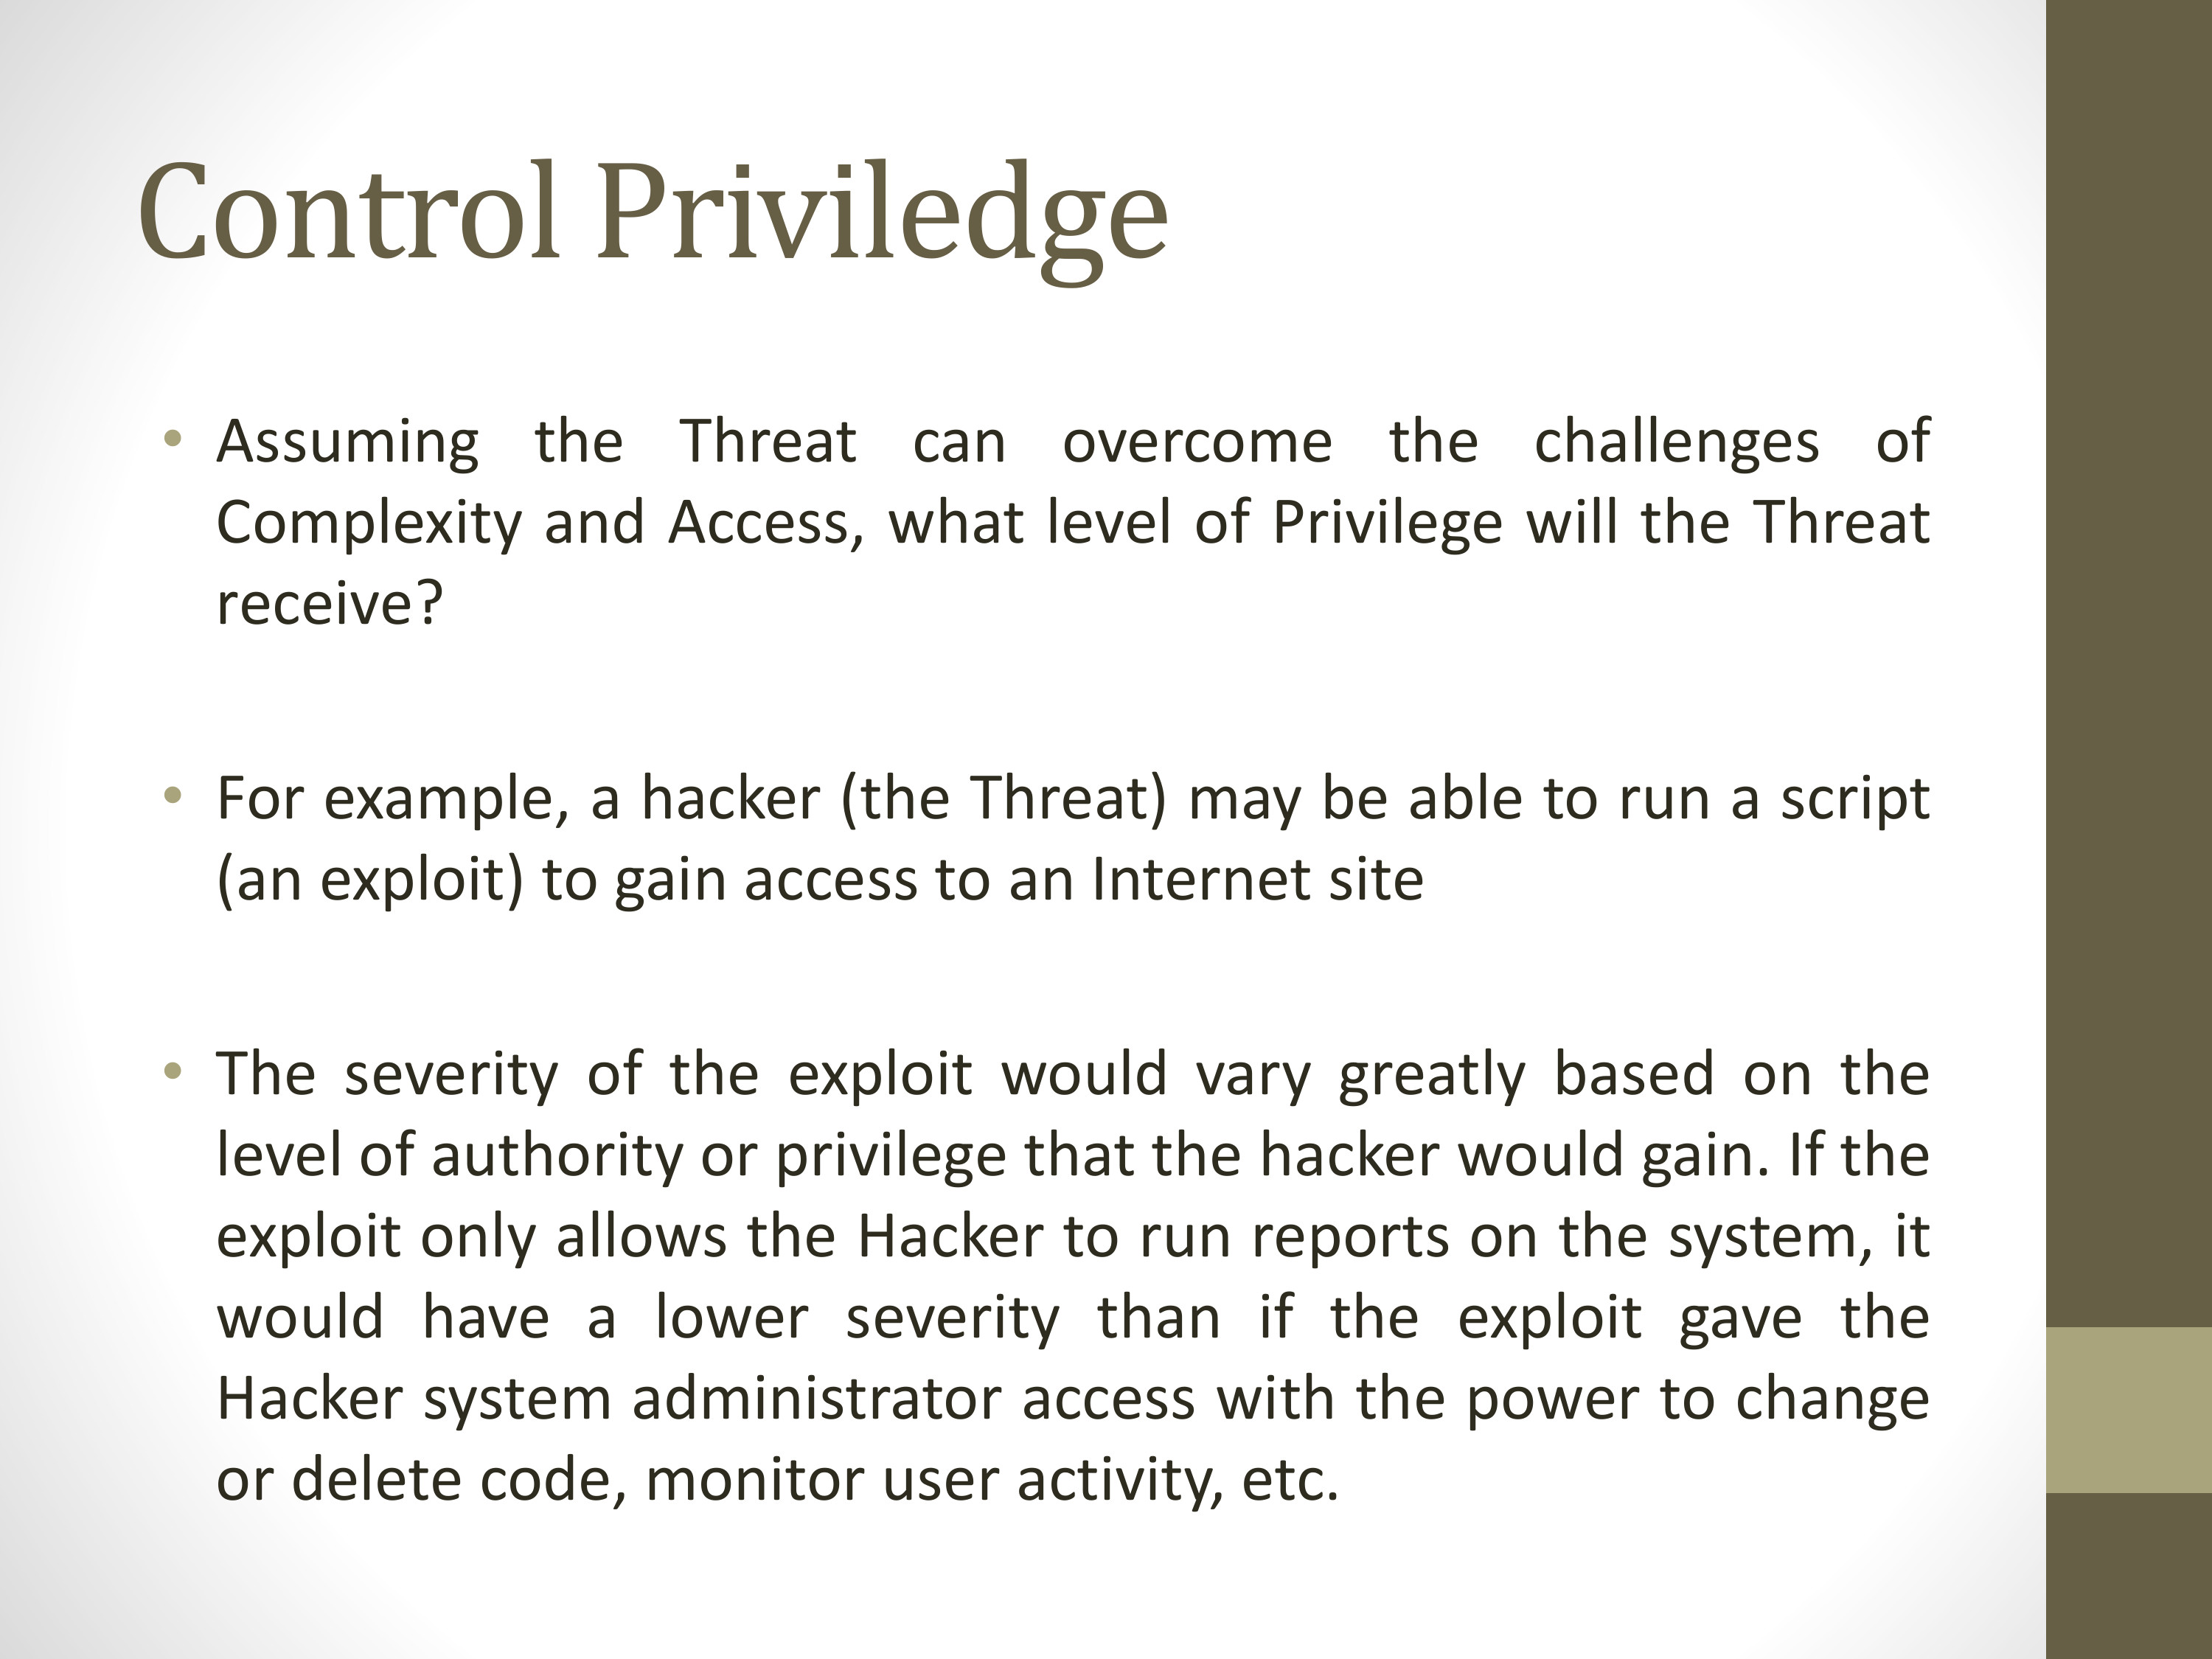 Control Priviledge
• Assuming the Threat can overcome the challenges of
Complexity and Access, what level of Privilege will the Threat
receive?
• For example, a hacker (the Threat) may be able to run a script
(an exploit) to gain access to an Internet site
• The severity of the exploit would vary greatly based on the
level of authority or privilege that the hacker would gain. If the
exploit only allows the Hacker to run reports on the system, it
would have a lower severity than if the exploit gave the
Hacker system administrator access with the power to change
or delete code, monitor user activity, etc.